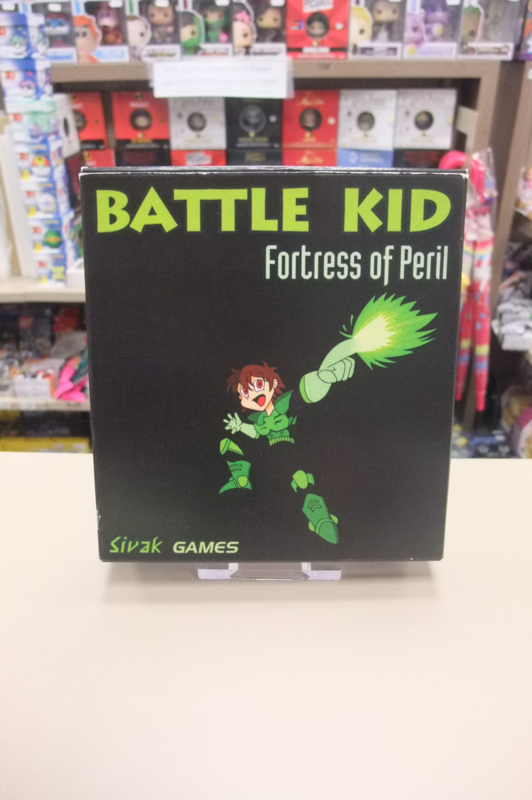 BATTLE KID
Fortress of Peril
Sivak GAMES